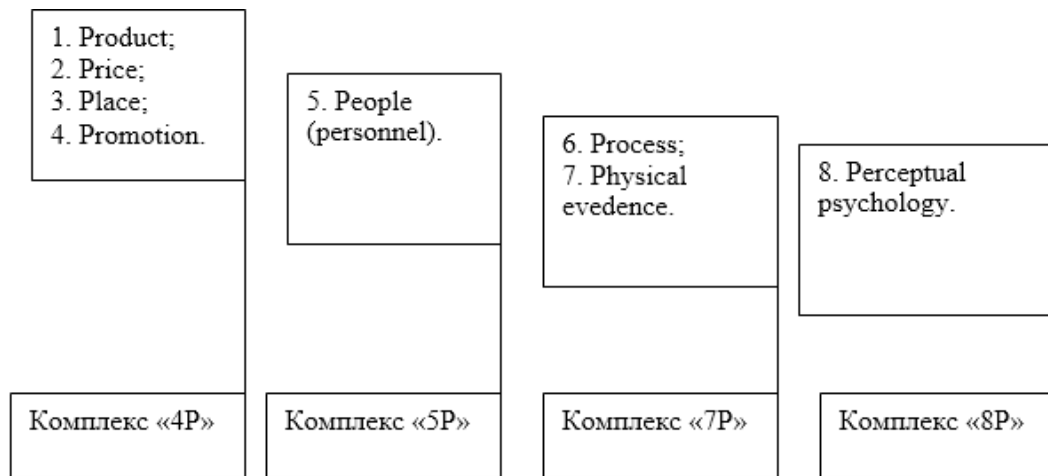 1. Product;
2. Price;
3. Place;
4. Promotion.
5. People
(personnel).
6. Process;
7. Physical
evedence.
8. Perceptual
psychology.
Комплекс «4Р»
Комплекс «5Р»
Комплекс «7Р»
Комплекс «8Р»